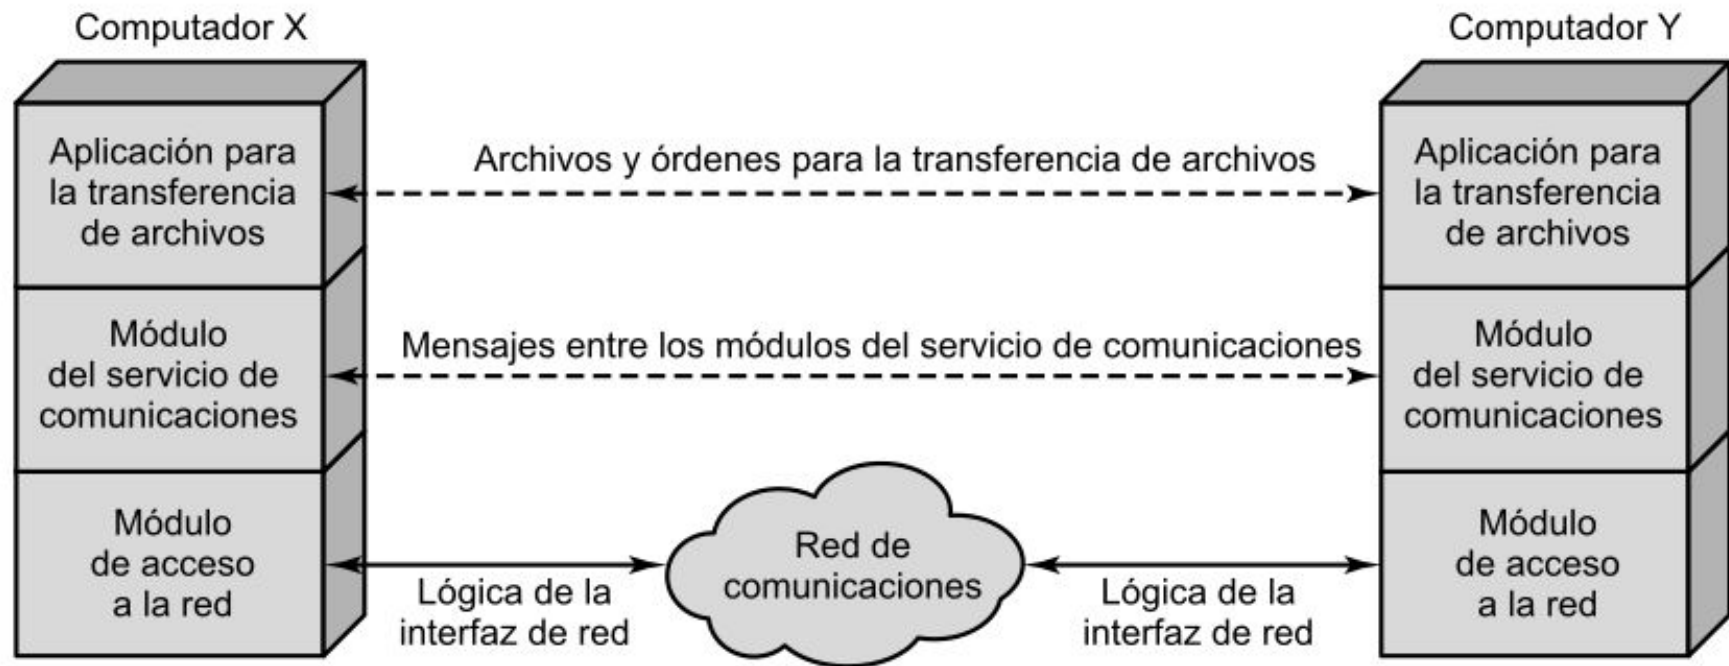 Computador X
Computador Y
Aplicación para
la transferencia
de archivos
Archivos y órdenes para la transferencia de archivos
Aplicación para
la transferencia
de archivos
Módulo
del servicio de
comunicaciones
Mensajes entre los módulos del servicio de comunicaciones
Módulo
del servicio de
comunicaciones
Módulo
de acceso
a la red
Lógica de la
interfaz de red
Red de
comunicaciones
Lógica de la
interfaz de red
Módulo
de acceso
a la red